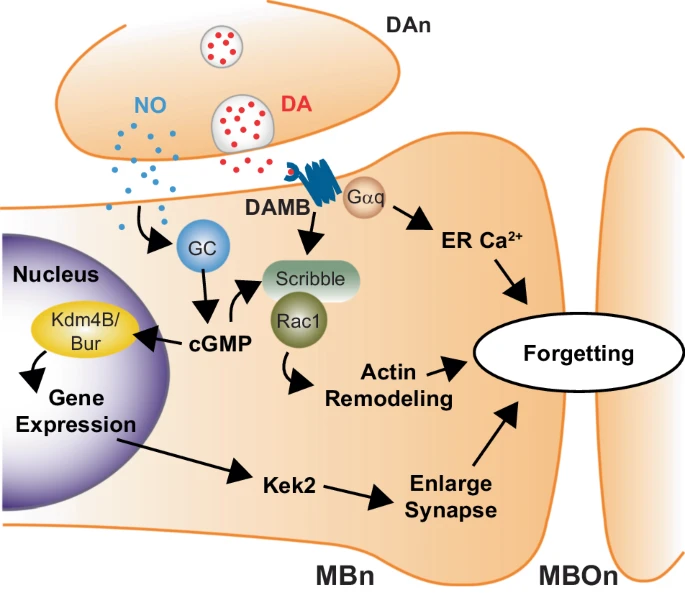 DAn
NO
DA
DAMB
Gαq
GC
ER Ca²⁺
Nucleus
Scribble
Kdm4B/
Bur
cGMP
Rac1
Forgetting
Actin
Remodeling
Gene
Expression
Kek2
Enlarge
Synapse
MBn
MBOn